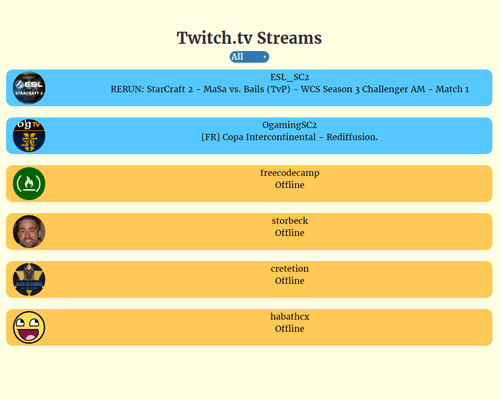 Twitch.tv Streams
All
ESL
STARCRAFT 2
ESL_SC2
RERUN: StarCraft 2 - MaSa vs. Bails (TvP) - WCS Season 3 Challenger AM - Match 1
OgamingSC2
[FR] Copa Intercontinental - Rediffusion.
freecodecamp
Offline
storbeck
Offline
cretetion
Offline
habathcx
Offline